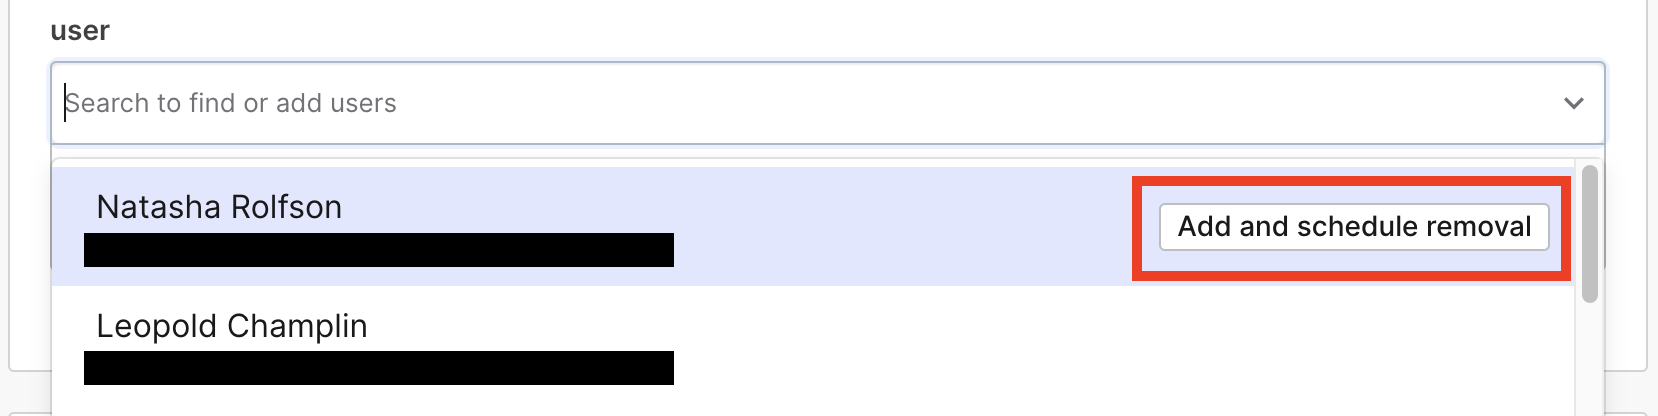 user
Search to find or add users
Natasha Rolfson
Add and schedule removal
Leopold Champlin